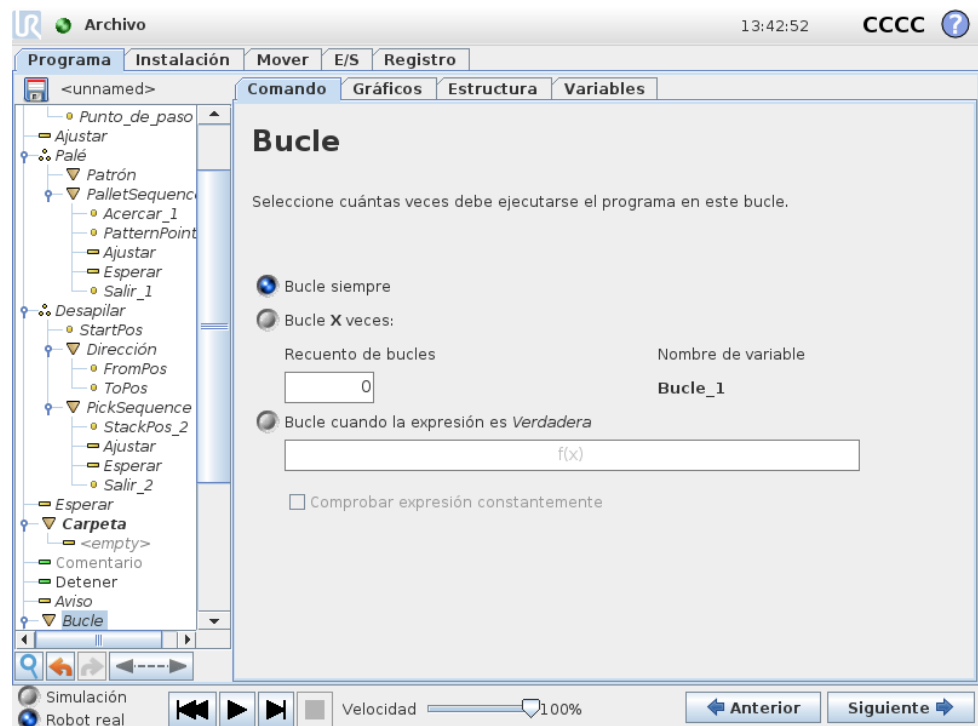 UR Archivo 13:42:52 CCCC ?
Programa Instalación Mover E/S Registro
<unnamed>
Comando Gráficos Estructura Variables
Punto_de_paso
Ajustar
Palé
Patrón
PalletSequenc
Acercar_1
PatternPoint
Ajustar
Esperar
Salir_1
Desapilar
StartPos
Dirección
FromPos
ToPos
PickSequence
StackPos_2
Ajustar
Esperar
Salir_2
Esperar
Carpeta
<empty>
Comentario
Detener
Aviso
Bucle
Bucle
Seleccione cuántas veces debe ejecutarse el programa en este bucle.
Bucle siempre
Bucle X veces:
Recuento de bucles Nombre de variable
0 Bucle_1
Bucle cuando la expresión es Verdadera
f(x)
Comprobar expresión constantemente
Simulación
Robot real
Velocidad 100% Anterior Siguiente